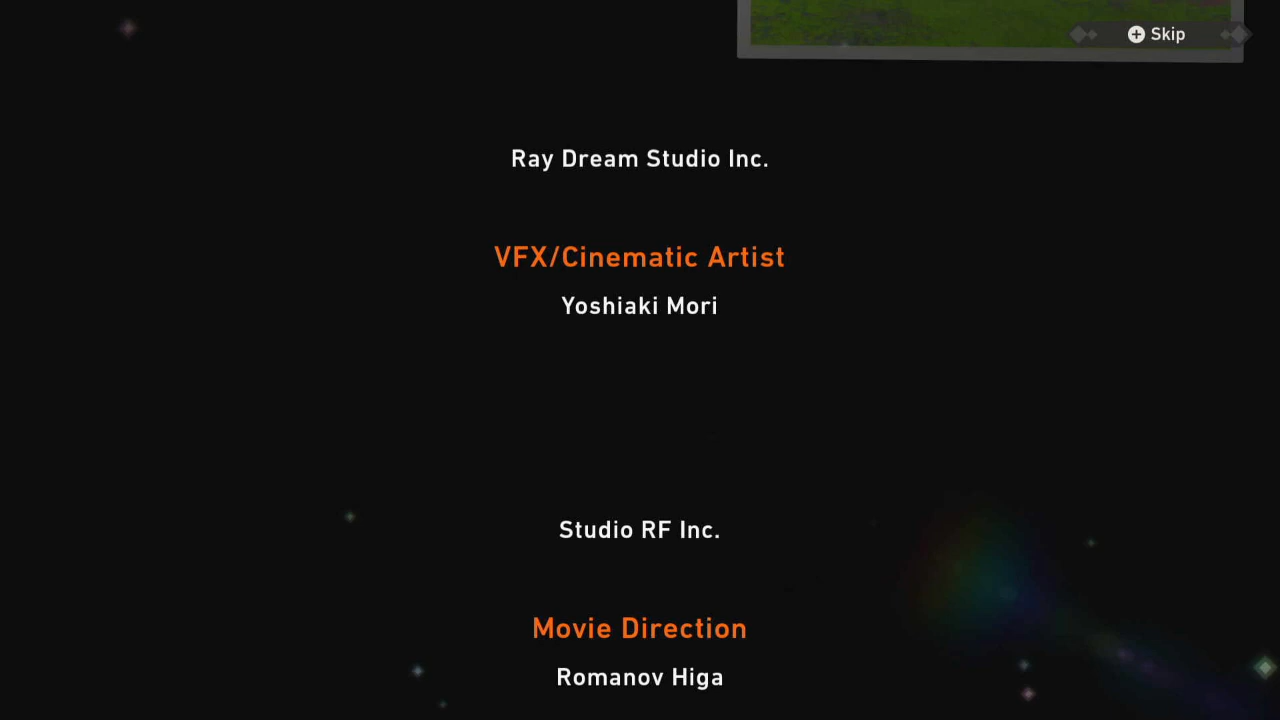 Skip
Ray Dream Studio Inc.
VFX/Cinematic Artist
Yoshiaki Mori
Studio RF Inc.
Movie Direction
Romanov Higa